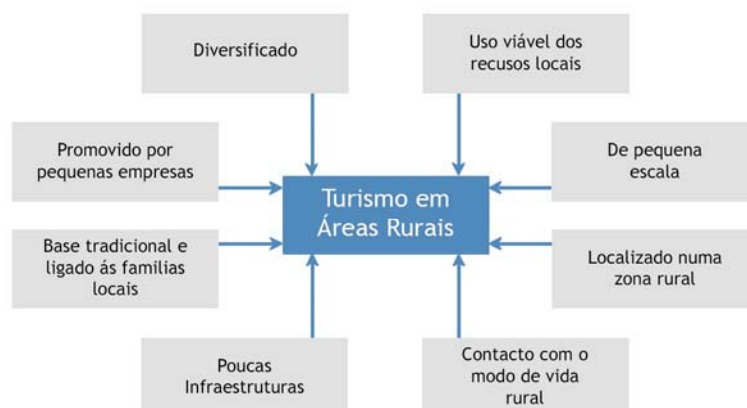 Diversificado
Uso viável dos
recusos locais
Promovido por
pequenas empresas
De pequena
escala
Turismo em
Áreas Rurais
Base tradicional e
ligado ás familias
locais
Localizado numa
zona rural
Poucas
Infraestruturas
Contacto com o
modo de vida
rural